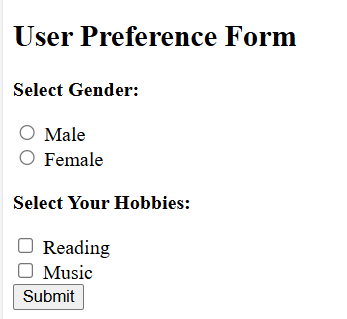 User Preference Form
Select Gender:
Male
Female
Select Your Hobbies:
Reading
Music
Submit